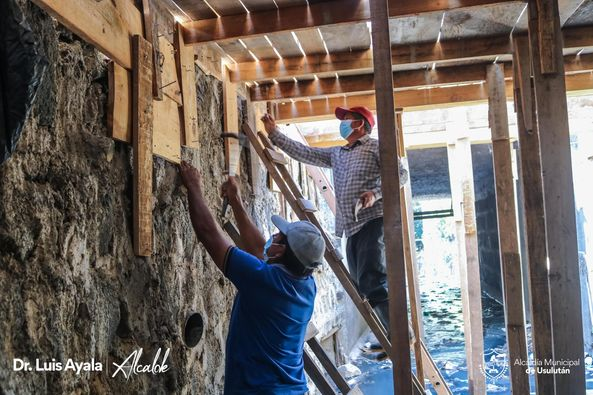 Dr. Luis Ayala Alcalde
Alcaldía Municipal
de Usulután